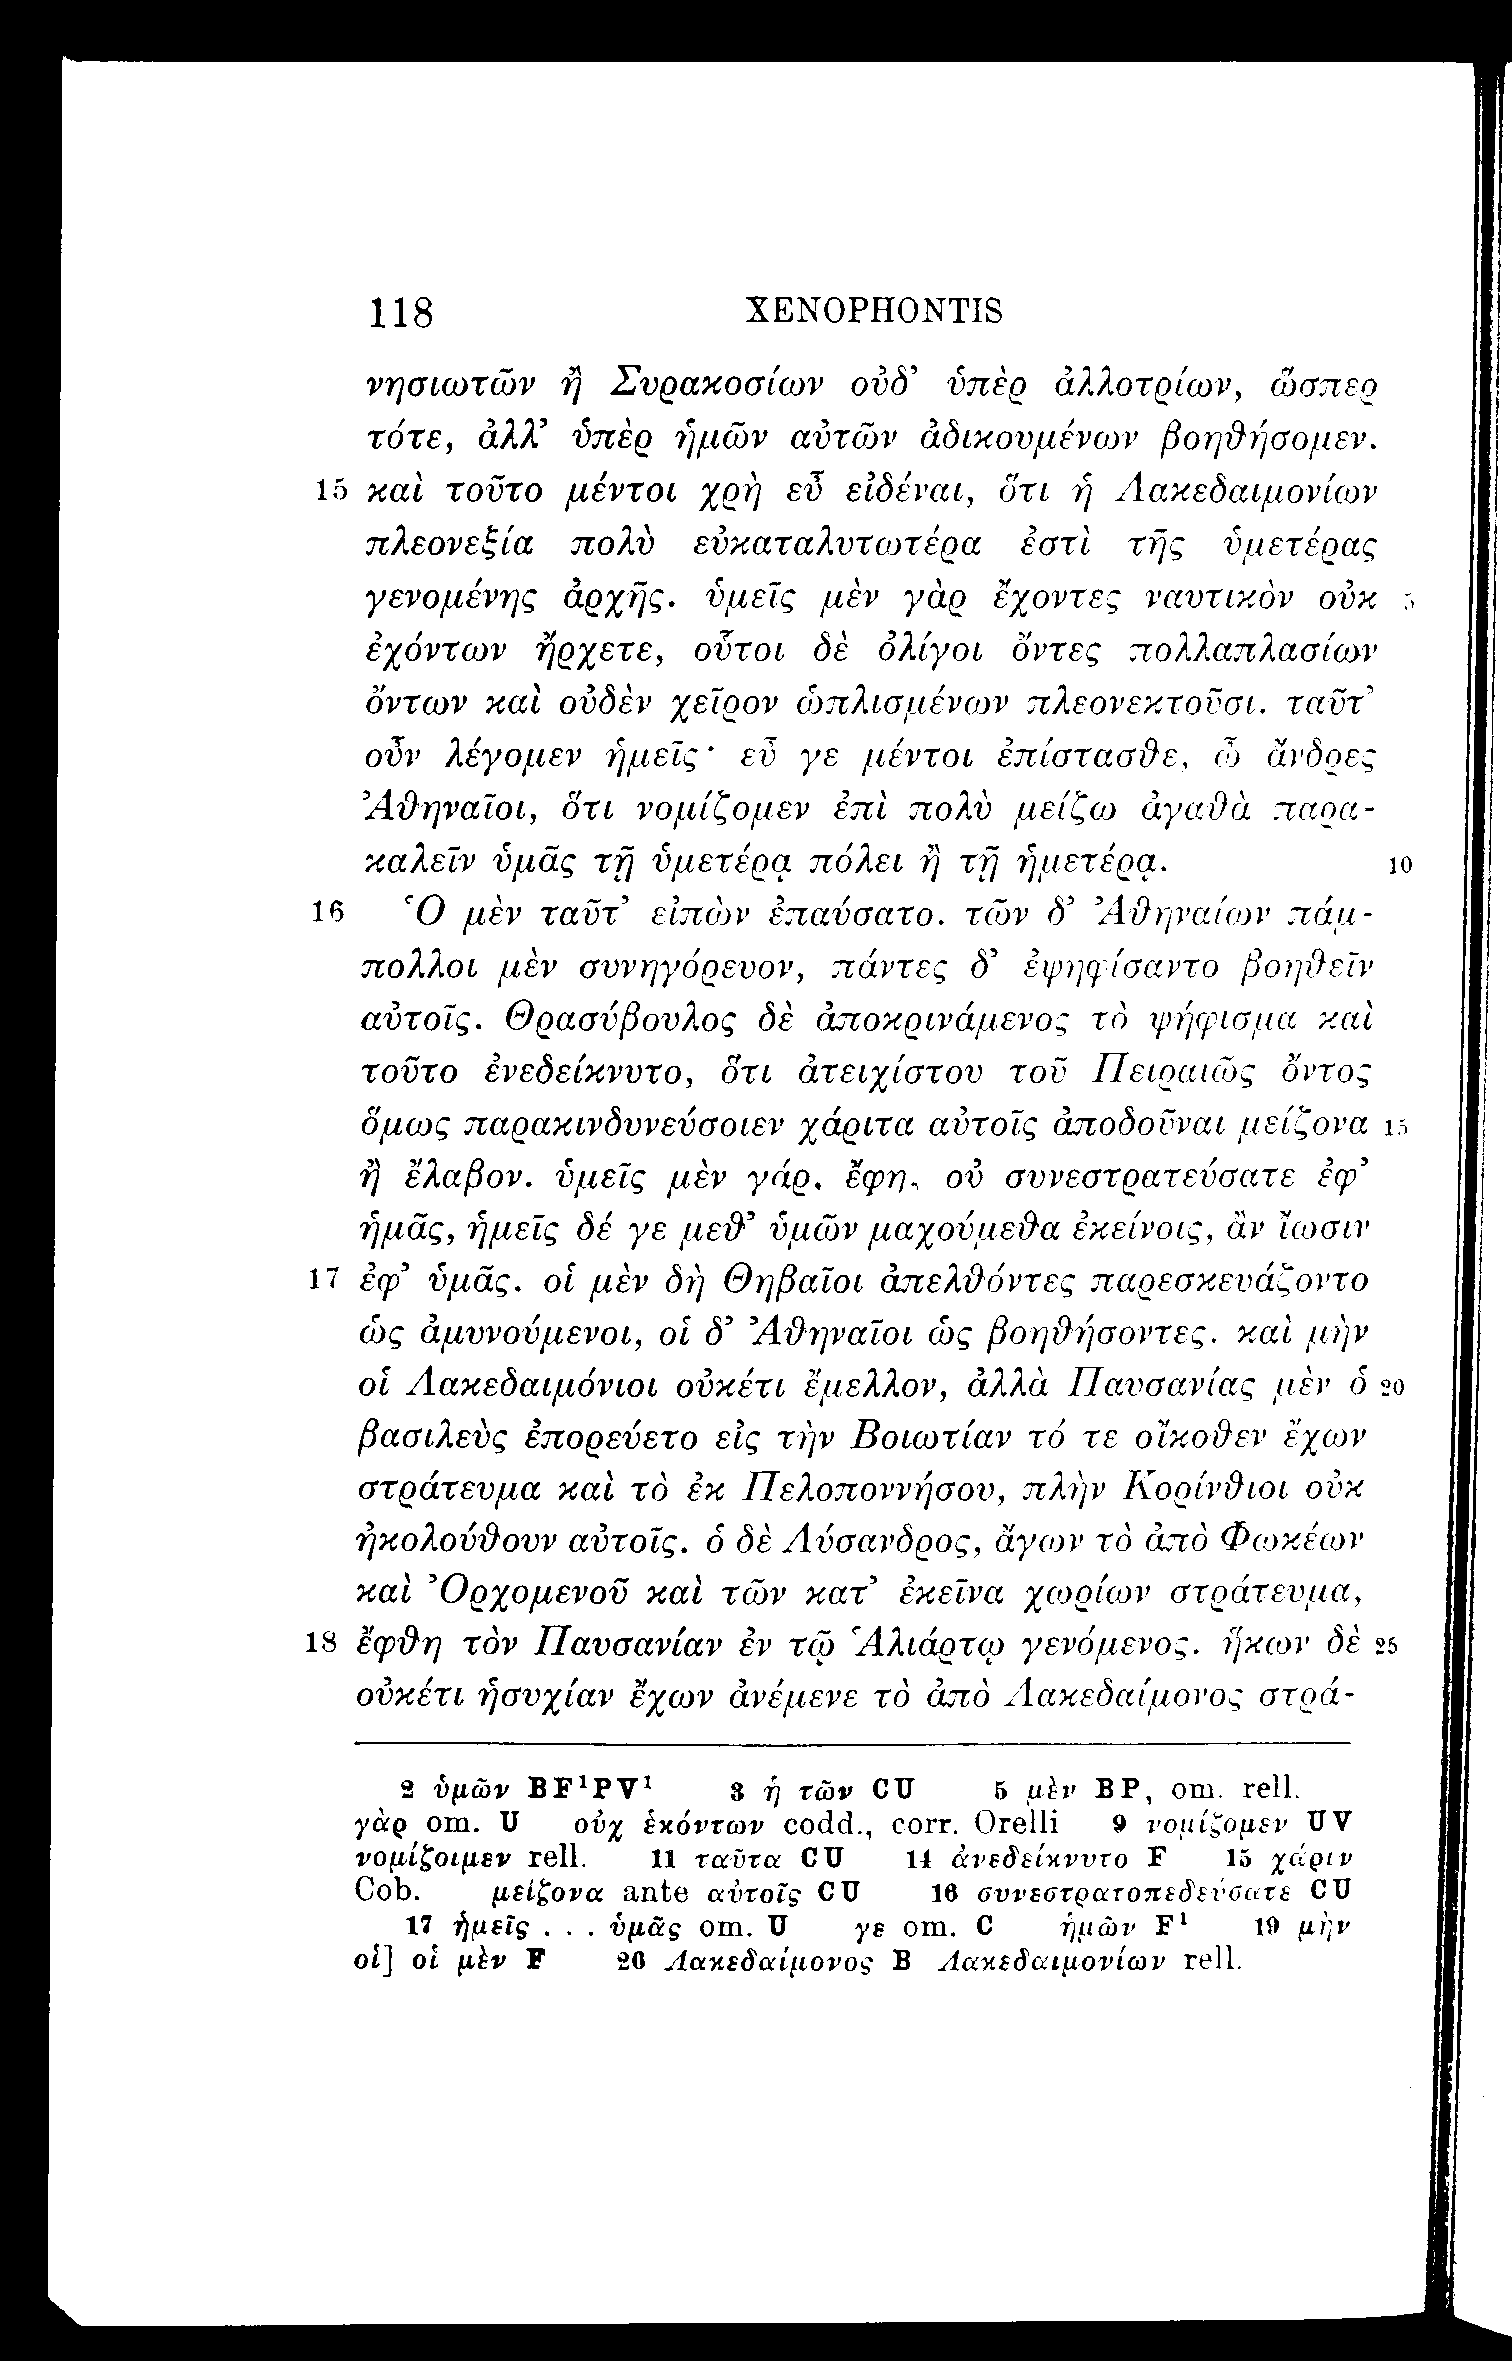 118 XENOPHONTIS
νησιωτῶν ἢ Συρακοσίων οὐδ’ ὑπὲρ ἀλλοτρίων, ὥσπερ
τότε, ἀλλ’ ὑπὲρ ἡμῶν αὐτῶν ἀδικουμένων βοηθήσομεν.
15 καὶ τοῦτο μέντοι χρὴ εὖ εἰδέναι, ὅτι ἡ Λακεδαιμονίων
πλεονεξία πολὺ εὐκαταλυτωτέρα ἐστὶ τῆς ὑμετέρας
γενομένης ἀρχῆς. ὑμεῖς μὲν γὰρ ἔχοντες ναυτικὸν οὐκ 5
ἐχόντων ἤρχετε, οὗτοι δὲ ὀλίγοι ὄντες πολλαπλασίων
ὄντων καὶ οὐδὲν χεῖρον ὡπλισμένων πλεονεκτοῦσι. ταῦτ’
οὖν λέγομεν ἡμεῖς· εὖ γε μέντοι ἐπίστασθε, ὦ ἄνδρες
Ἀθηναῖοι, ὅτι νομίζομεν ἐπὶ πολὺ μείζω ἀγαθὰ παρα-
καλεῖν ὑμᾶς τῇ ὑμετέρᾳ πόλει ἢ τῇ ἡμετέρᾳ. 10
16 Ὁ μὲν ταῦτ’ εἰπὼν ἐπαύσατο. τῶν δ’ Ἀθηναίων πάμ-
πολλοι μὲν συνηγόρευον, πάντες δ’ ἐψηφίσαντο βοηθεῖν
αὐτοῖς. Θρασύβουλος δὲ ἀποκρινάμενος τὸ ψήφισμα καὶ
τοῦτο ἐνεδείκνυτο, ὅτι ἀτειχίστου τοῦ Πειραιῶς ὄντος
ὅμως παρακινδυνεύσοιεν χάριτα αὐτοῖς ἀποδοῦναι μείζονα 15
ἢ ἔλαβον. ὑμεῖς μὲν γάρ, ἔφη, οὐ συνεστρατεύσατε ἐφ’
ἡμᾶς, ἡμεῖς δέ γε μεθ’ ὑμῶν μαχούμεθα ἐκείνοις, ἂν ἴωσιν
17 ἐφ’ ὑμᾶς. οἱ μὲν δὴ Θηβαῖοι ἀπελθόντες παρεσκευάζοντο
ὡς ἀμυνούμενοι, οἱ δ’ Ἀθηναῖοι ὡς βοηθήσοντες. καὶ μὴν
οἱ Λακεδαιμόνιοι οὐκέτι ἔμελλον, ἀλλὰ Παυσανίας μὲν ὁ 20
βασιλεὺς ἐπορεύετο εἰς τὴν Βοιωτίαν τό τε οἴκοθεν ἔχων
στράτευμα καὶ τὸ ἐκ Πελοποννήσου, πλὴν Κορίνθιοι οὐκ
ἠκολούθουν αὐτοῖς. ὁ δὲ Λύσανδρος, ἄγων τὸ ἀπὸ Φωκέων
καὶ Ὀρχομενοῦ καὶ τῶν κατ’ ἐκεῖνα χωρίων στράτευμα,
18 ἔφθη τὸν Παυσανίαν ἐν τῷ Ἁλιάρτῳ γενόμενος. ἥκων δὲ 25
οὐκέτι ἡσυχίαν ἔχων ἀνέμενε τὸ ἀπὸ Λακεδαίμονος στρά-
2 ὑμῶν BF¹PV¹ 3 ἡ τῶν CU 5 μὲν BP, om. rell.
γὰρ om. U οὐχ ἑκόντων codd., corr. Orelli 9 νομίζομεν UV
νομίζοιμεν rell. 11 ταῦτα CU 14 ἀνεδείκνυτο F 15 χάριν
Cob. μείζονα ante αὐτοῖς CU 16 συνεστρατοπεδεύσατε CU
17 ἡμεῖς . . . ὑμᾶς om. U γε om. C ἡμῶν F¹ 19 μὴν
οἱ] οἱ μὲν F 26 Λακεδαίμονος B Λακεδαιμονίων rell.